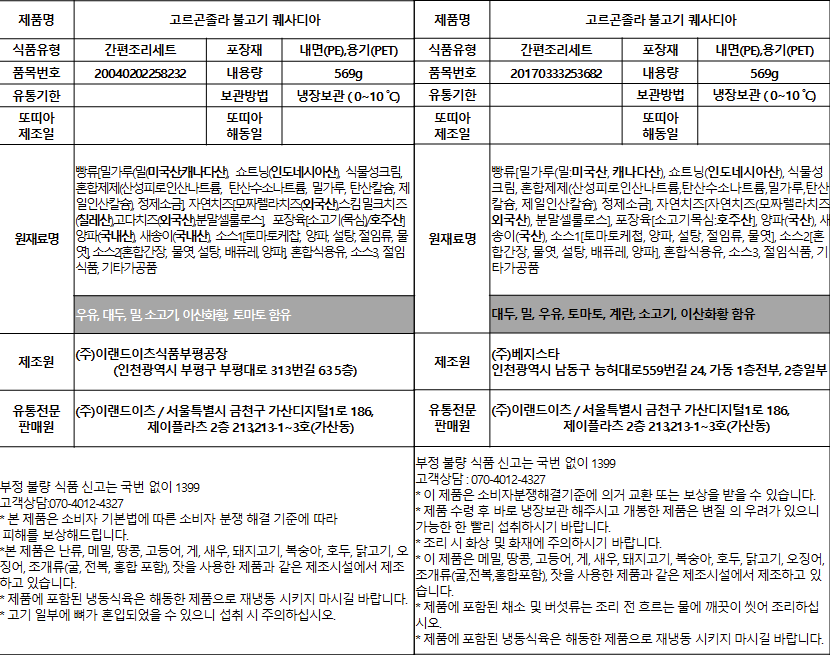 제품명
고르곤졸라 불고기 퀘사디아
식품유형
간편조리세트
포장재
내면(PE),용기(PET)
품목번호
20040202258232
내용량
569g
유통기한
보관방법
냉장보관 ( 0~10 ℃)
또띠아
제조일
또띠아
해동일
원재료명
빵류[밀가루(밀(미국산캐나다산), 쇼트닝(인도네시아산), 식물성크림,
혼합제제(산성피로인산나트륨, 탄산수소나트륨, 밀가루, 탄산칼슘, 제
일인산칼슘), 정제소금], 자연치즈[모짜렐라치즈(외국산)스킴밀크치즈
(칠레산)고다치즈(외국산),분말셀룰로스], 포장육[소고기(목심)/호주산]
양파(국내산), 새송이(국내산), 소스1[토마토케찹, 양파, 설탕, 절임류, 물
엿], 소스2[혼합간장, 물엿, 설탕, 배퓨레, 양파], 혼합식용유, 소스3, 절임
식품, 기타가공품
우유, 대두, 밀, 소고기, 이산화황, 토마토 함유
제조원
(주)이랜드이츠식품부평공장
(인천광역시 부평구 부평대로 313번길 63 5층)
유통전문
판매원
(주)이랜드이츠 / 서울특별시 금천구 가산디지털1로 186,
제이플라츠 2층 213,213-1~3호(가산동)
부정 불량 식품 신고는 국번 없이 1399
고객상담:070-4012-4327
* 본 제품은 소비자 기본법에 따른 소비자 분쟁 해결 기준에 따라
피해를 보상해드립니다.
*본 제품은 난류, 메밀, 땅콩, 고등어, 게, 새우, 돼지고기, 복숭아, 호두, 닭고기, 오
징어, 조개류(굴, 전복, 홍합 포함), 잣을 사용한 제품과 같은 제조시설에서 제조
하고 있습니다.
* 제품에 포함된 냉동식육은 해동한 제품으로 재냉동 시키지 마시길 바랍니다.
* 고기 일부에 뼈가 혼입되었을 수 있으니 섭취 시 주의하십시오.
제품명
고르곤졸라 불고기 퀘사디아
식품유형
간편조리세트
포장재
내면(PE),용기(PET)
품목번호
20170333253682
내용량
569g
유통기한
보관방법
냉장보관 ( 0~10 ℃)
또띠아
제조일
또띠아
해동일
원재료명
빵류[밀가루(밀:미국산, 캐나다산), 쇼트닝(인도네시아산), 식물성
크림, 혼합제제(산성피로인산나트륨,탄산수소나트륨,밀가루,탄산
칼슘, 제일인산칼슘), 정제소금], 자연치즈[자연치즈(모짜렐라치즈
외국산), 분말셀룰로스], 포장육[소고기목심:호주산], 양파(국산), 새
송이(국산), 소스1[토마토케찹, 양파, 설탕, 절임류, 물엿], 소스2[혼
합간장, 물엿, 설탕, 배퓨레, 양파], 혼합식용유, 소스3, 절임식품, 기
타가공품
대두, 밀, 우유, 토마토, 계란, 소고기, 이산화황 함유
제조원
(주)베지스타
인천광역시 남동구 능허대로559번길 24, 가동 1층전부, 2층일부
유통전문
판매원
(주)이랜드이츠 / 서울특별시 금천구 가산디지털1로 186,
제이플라츠 2층 213,213-1~3호(가산동)
부정 불량 식품 신고는 국번 없이 1399
고객상담 : 070-4012-4327
* 이 제품은 소비자분쟁해결기준에 의거 교환 또는 보상을 받을 수 있습니다.
* 제품 수령 후 바로 냉장보관 해주시고 개봉한 제품은 변질 의 우려가 있으니
가능한 한 빨리 섭취하시기 바랍니다.
* 조리 시 화상 및 화재에 주의하시기 바랍니다.
* 이 제품은 메밀, 땅콩, 고등어, 게, 새우, 돼지고기, 복숭아, 호두, 닭고기, 오징어,
조개류(굴,전복,홍합포함), 잣을 사용한 제품과 같은 제조시설에서 제조하고 있습
니다.
* 제품에 포함된 채소 및 버섯류는 조리 전 흐르는 물에 깨끗이 씻어 조리하십시
오.
* 제품에 포함된 냉동식육은 해동한 제품으로 재냉동 시키지 마시길 바랍니다.